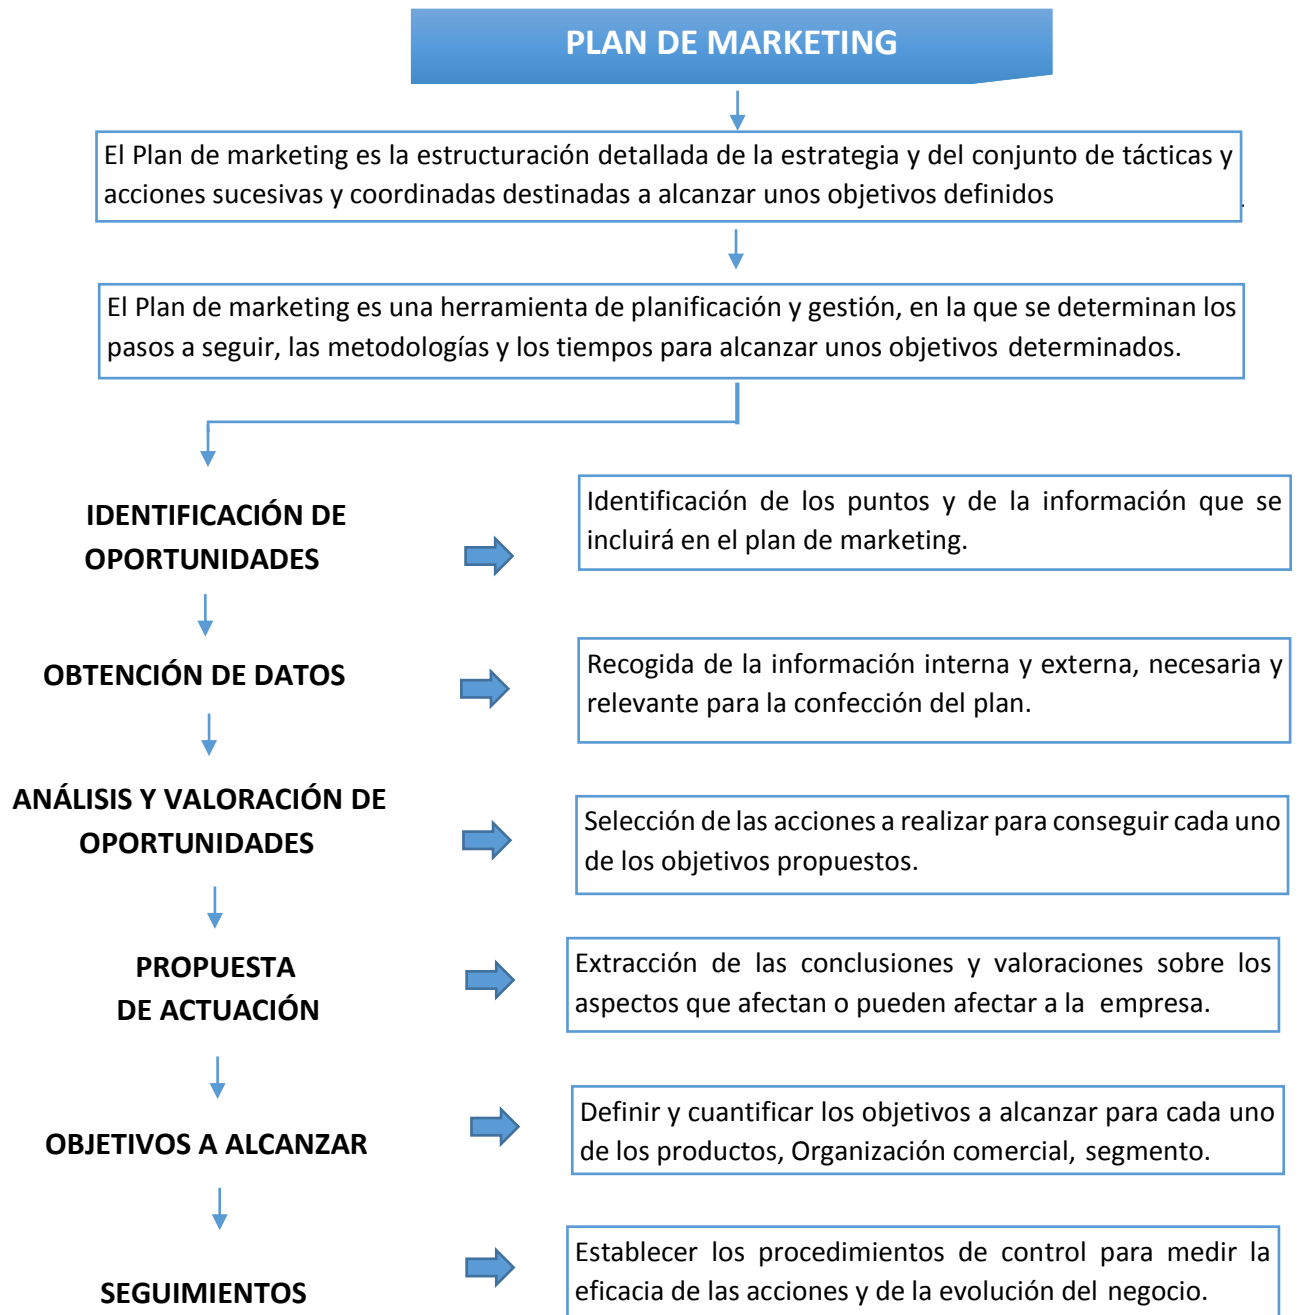 PLAN DE MARKETING
El Plan de marketing es la estructuración detallada de la estrategia y del conjunto de tácticas y
acciones sucesivas y coordinadas destinadas a alcanzar unos objetivos definidos
.
El Plan de marketing es una herramienta de planificación y gestión, en la que se determinan los
pasos a seguir, las metodologías y los tiempos para alcanzar unos objetivos determinados.
IDENTIFICACIÓN DE
OPORTUNIDADES
Identificación de los puntos y de la información que se
incluirá en el plan de marketing.
OBTENCIÓN DE DATOS
Recogida de la información interna y externa, necesaria y
relevante para la confección del plan.
ANÁLISIS Y VALORACIÓN DE
OPORTUNIDADES
Selección de las acciones a realizar para conseguir cada uno
de los objetivos propuestos.
PROPUESTA
DE ACTUACIÓN
Extracción de las conclusiones y valoraciones sobre los
aspectos que afectan o pueden afectar a la empresa.
OBJETIVOS A ALCANZAR
Definir y cuantificar los objetivos a alcanzar para cada uno
de los productos, Organización comercial, segmento.
SEGUIMIENTOS
Establecer los procedimientos de control para medir la
eficacia de las acciones y de la evolución del negocio.